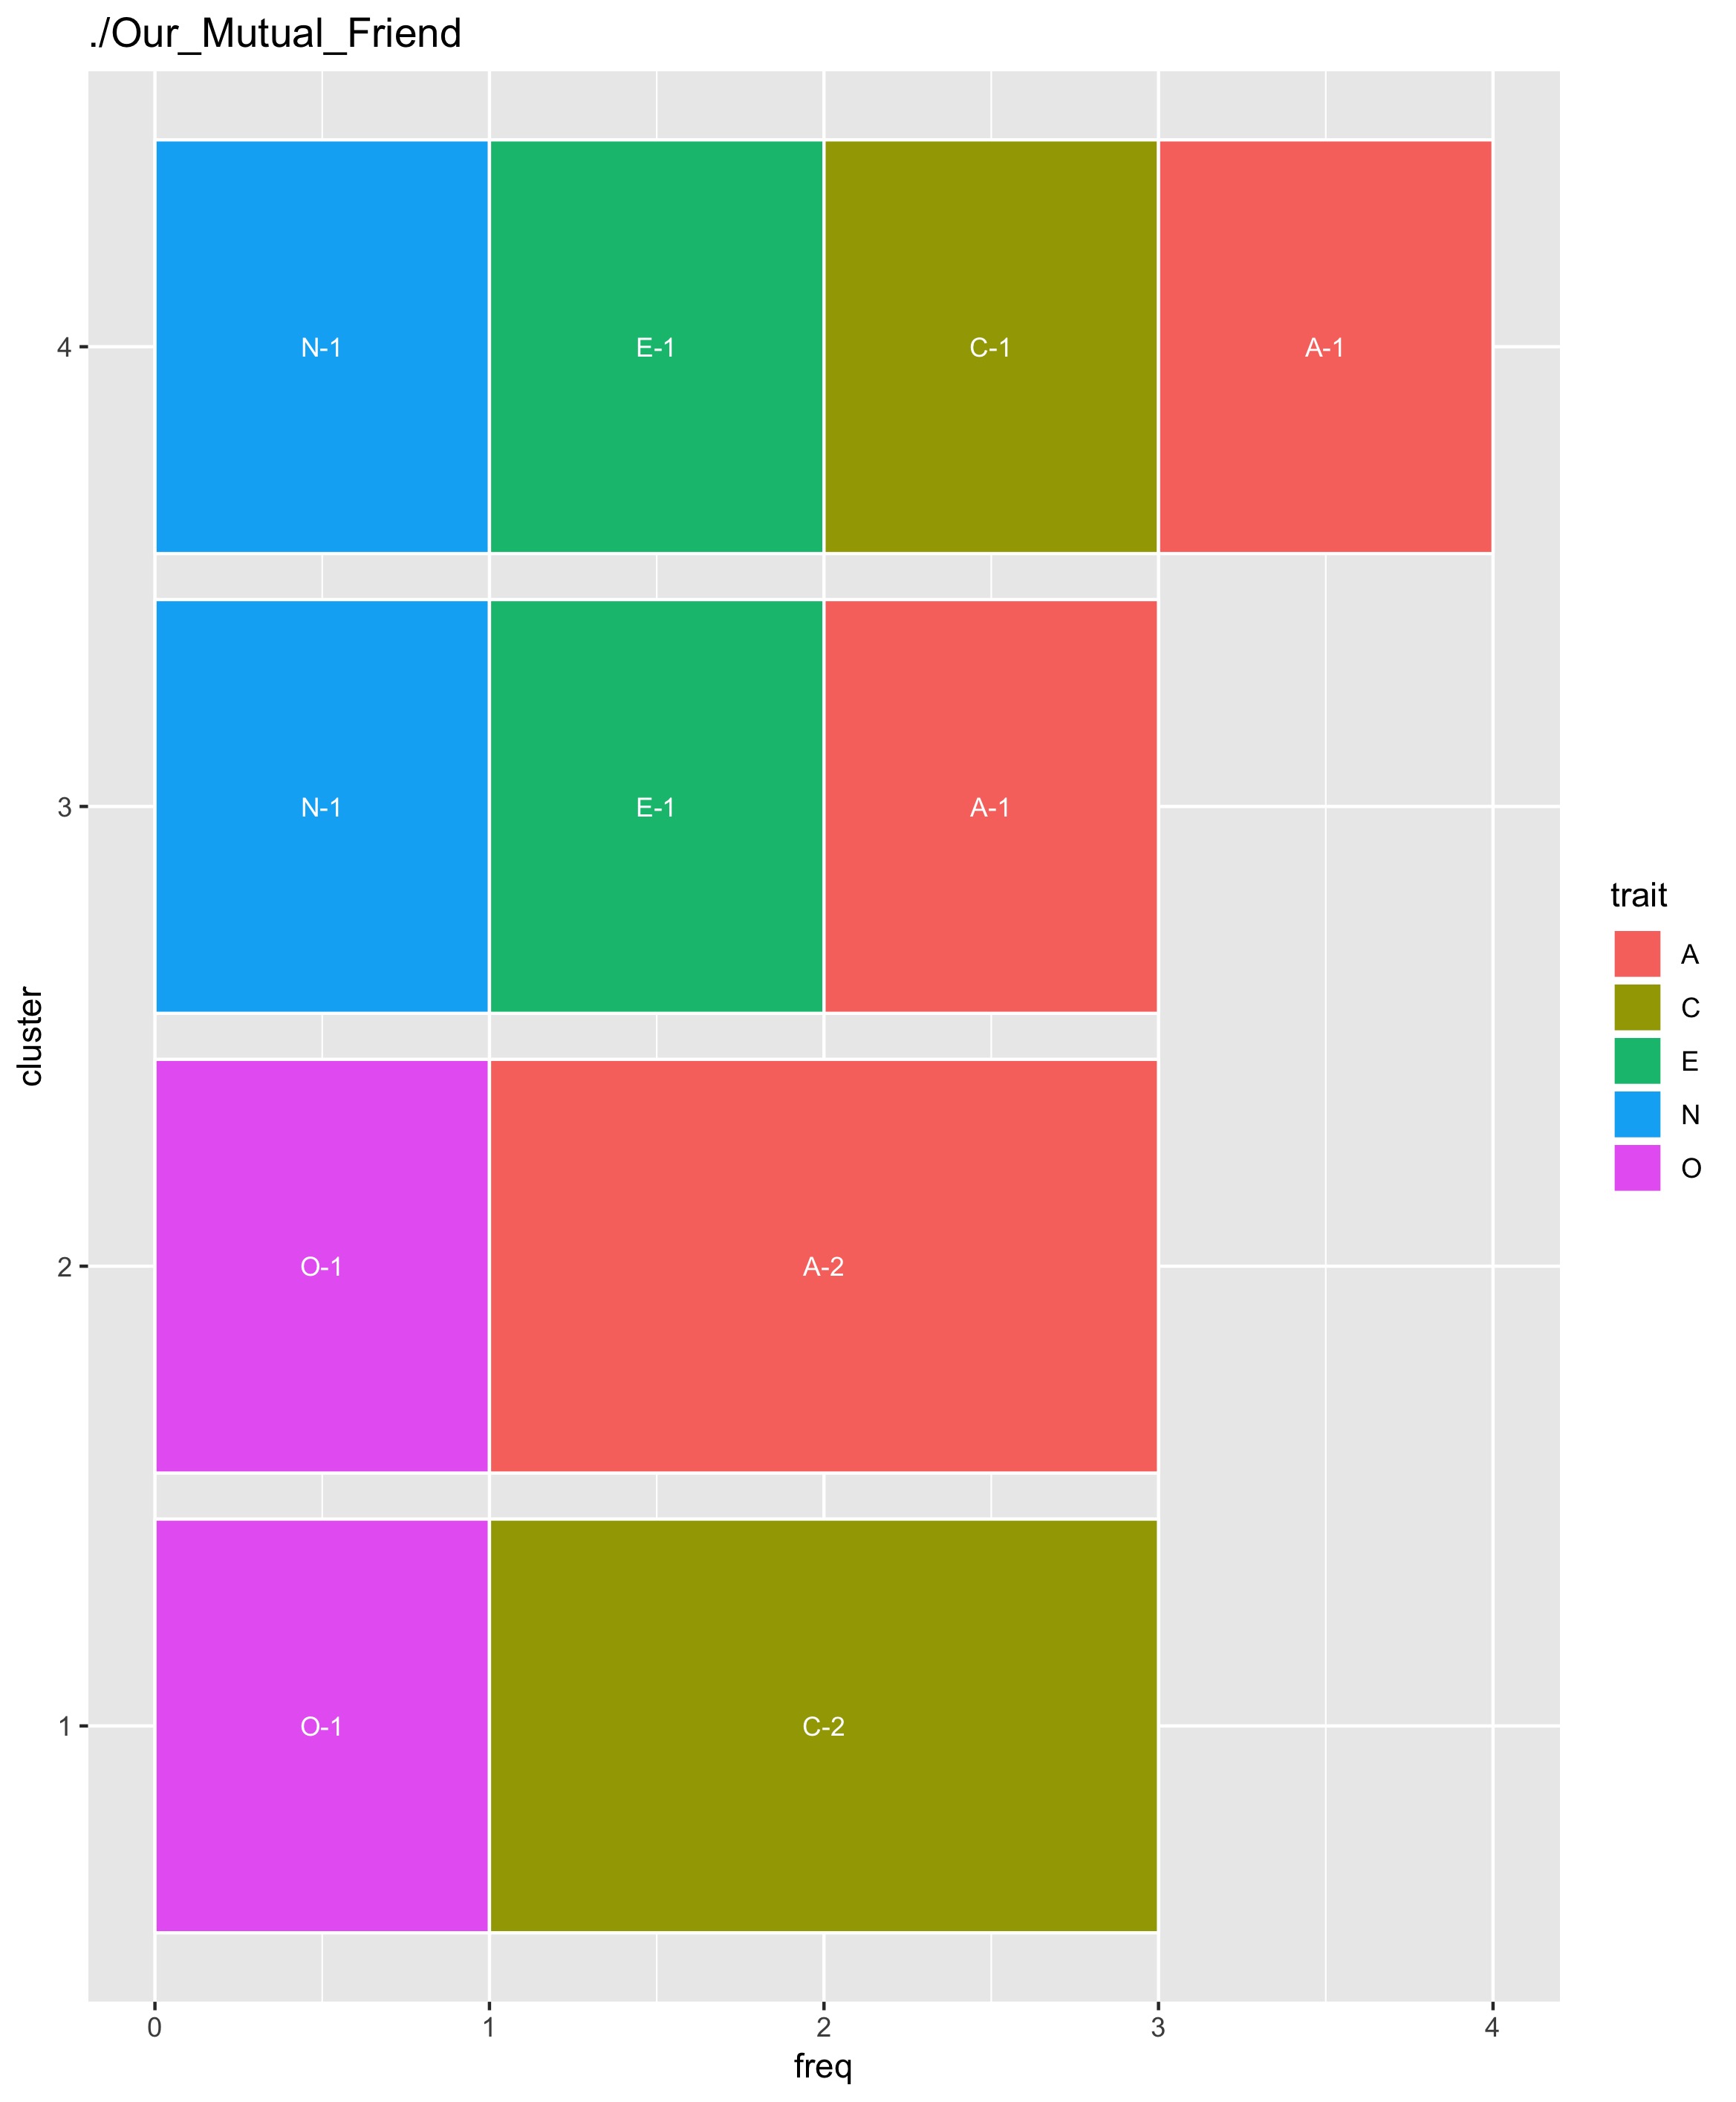 ./Our_Mutual_Friend
4
N-1 E-1 C-1 A-1
3
N-1 E-1 A-1
2
O-1 A-2
1
O-1 C-2
cluster
0 1 2 3 4
freq
trait
A
C
E
N
O